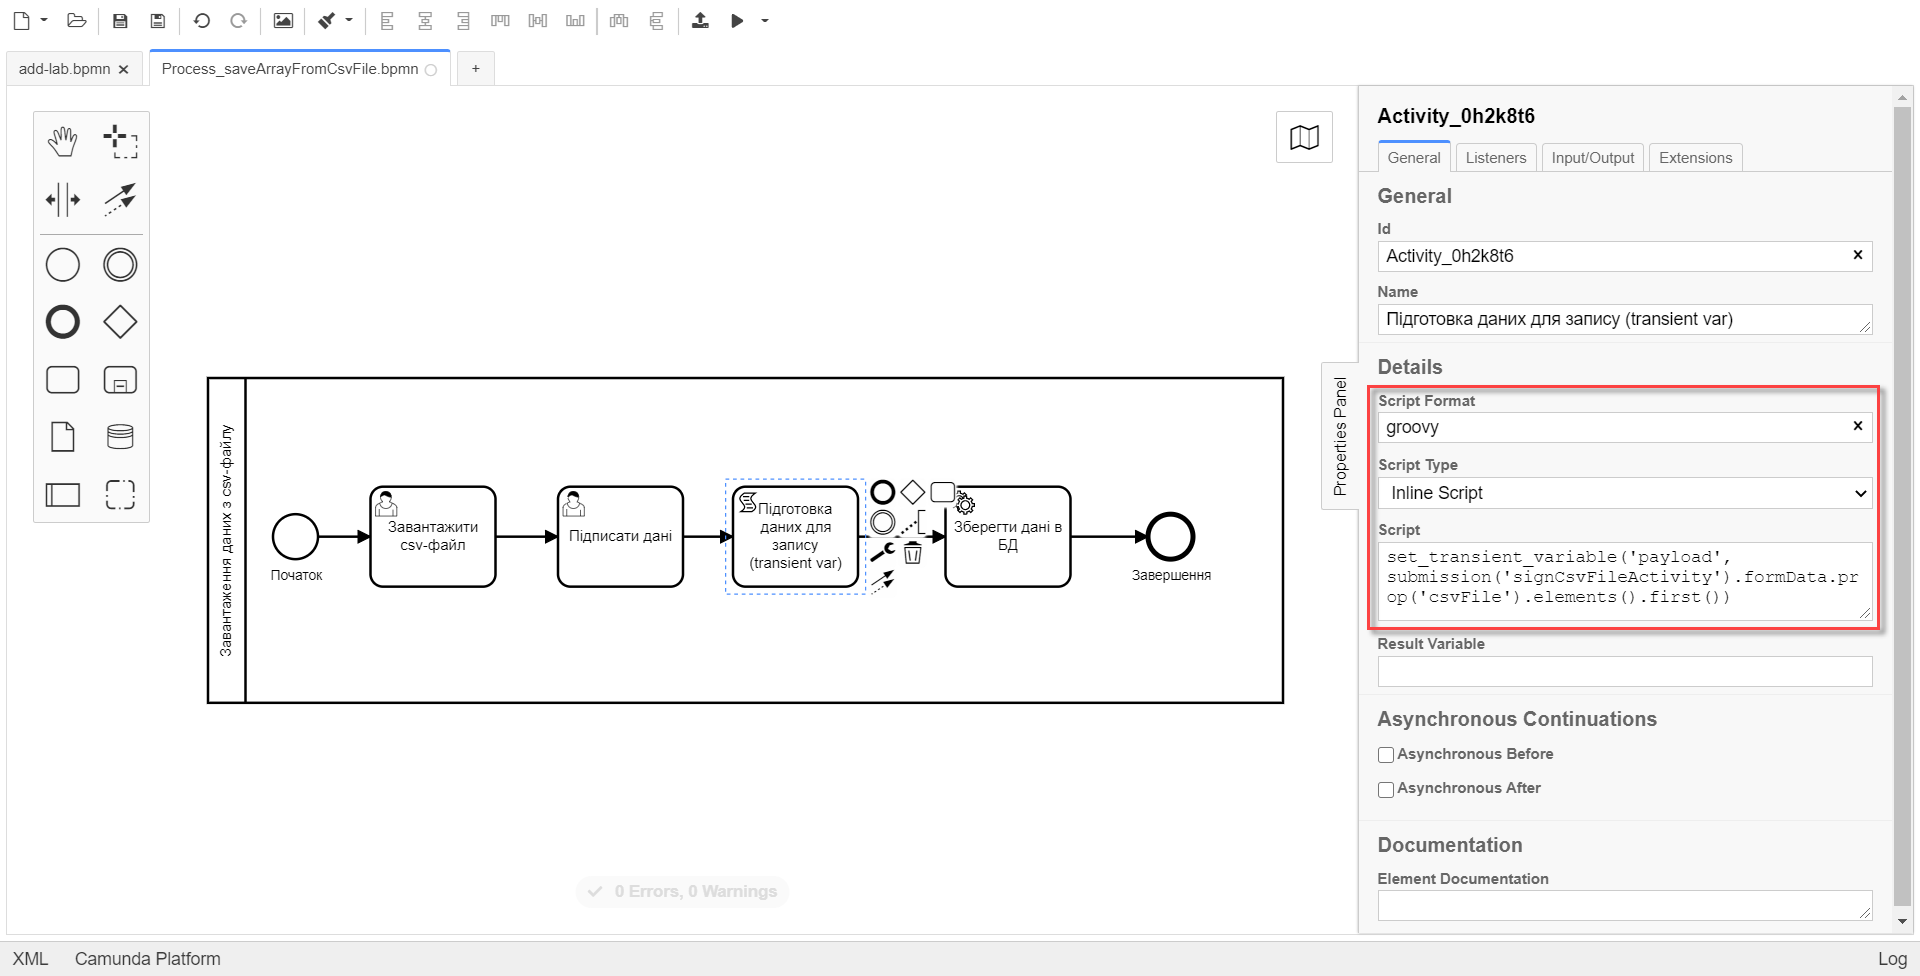 add-lab.bpmn
Process_saveArrayFromCsvFile.bpmn
+
Завантаження даних з csv-файлу
Початок
Завантажити
csv-файл
Підписати дані
Підготовка
даних для
запису
(transient var)
Зберегти дані в
БД
Завершення
0 Errors, 0 Warnings
Properties Panel
Activity_0h2k8t6
General
Listeners
Input/Output
Extensions
General
Id
Activity_0h2k8t6
Name
Підготовка даних для запису (transient var)
Details
Script Format
groovy
Script Type
Inline Script
Script
set_transient_variable('payload',
submission('signCsvFileActivity').formData.pr
op('csvFile').elements().first())
Result Variable
Asynchronous Continuations
Asynchronous Before
Asynchronous After
Documentation
Element Documentation
XML
Camunda Platform
Log